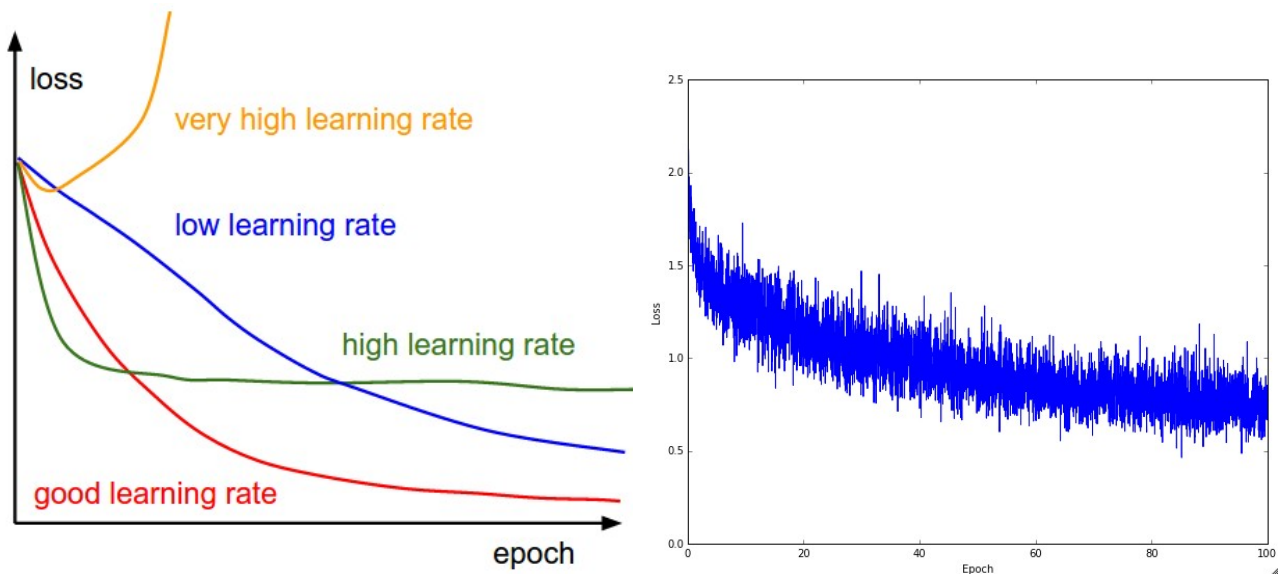 loss
very high learning rate
low learning rate
high learning rate
good learning rate
epoch
2.5
2.0
1.5
1.0
0.5
0.0
Loss
0
20
40
60
80
100
Epoch